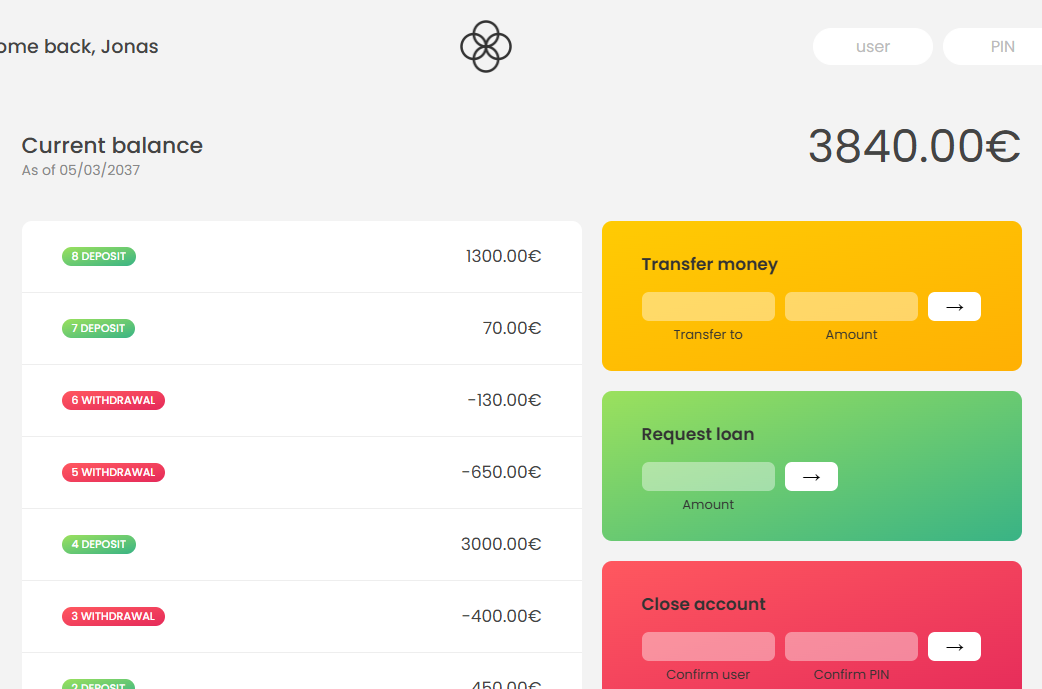 ome back, Jonas
user
PIN
Current balance
As of 05/03/2037
3840.00€
8 DEPOSIT
1300.00€
7 DEPOSIT
70.00€
6 WITHDRAWAL
-130.00€
5 WITHDRAWAL
-650.00€
4 DEPOSIT
3000.00€
3 WITHDRAWAL
-400.00€
2 DEPOSIT
450.00€
Transfer money
→
Transfer to
Amount
Request loan
→
Amount
Close account
→
Confirm user
Confirm PIN